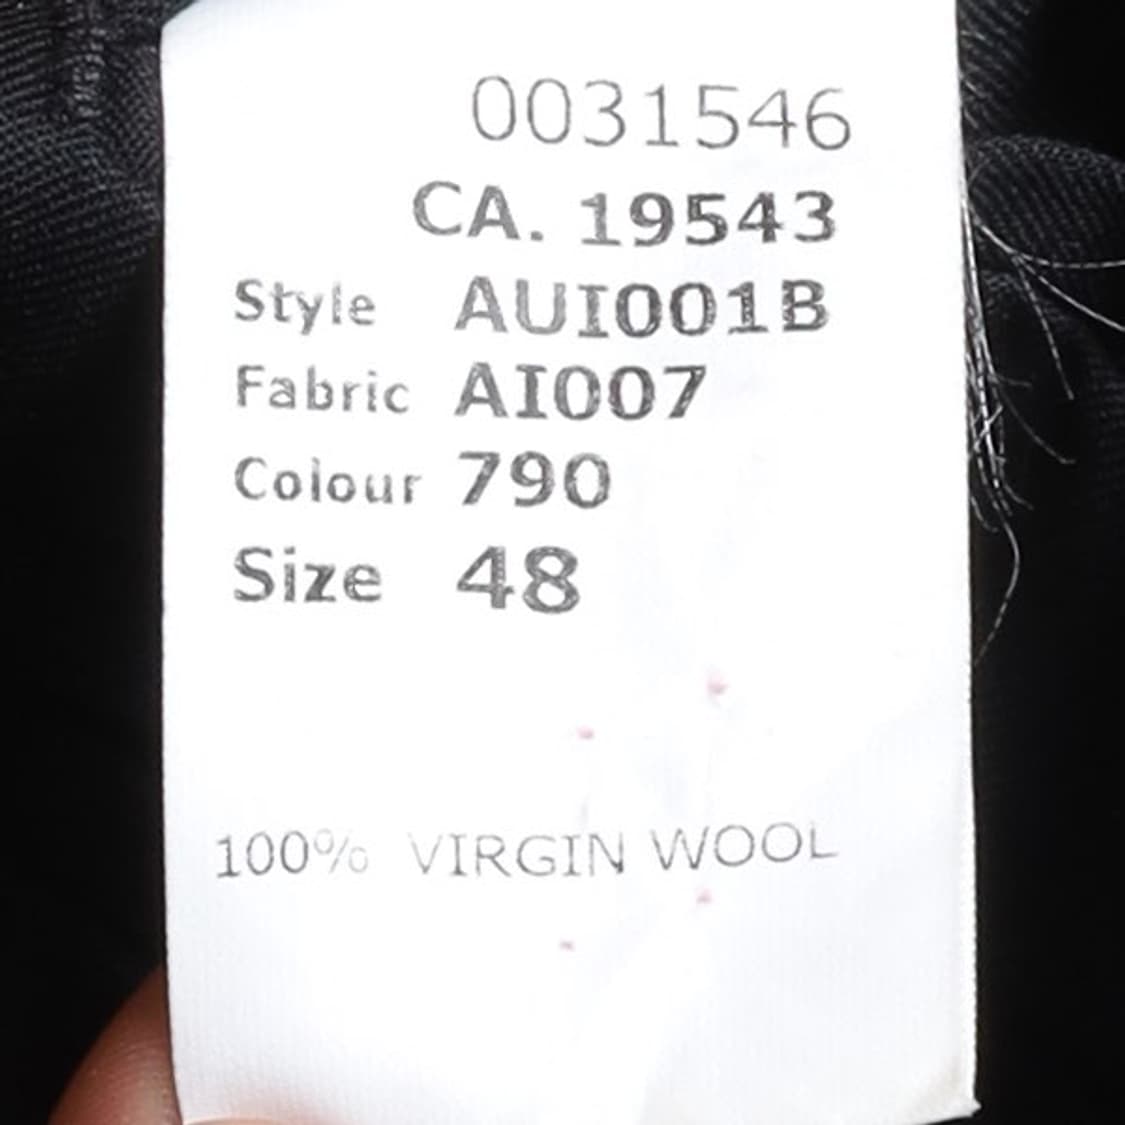 0031546
CA. 19543
Style AUI001B
Fabric AI007
Colour 790
Size 48
100% VIRGIN WOOL